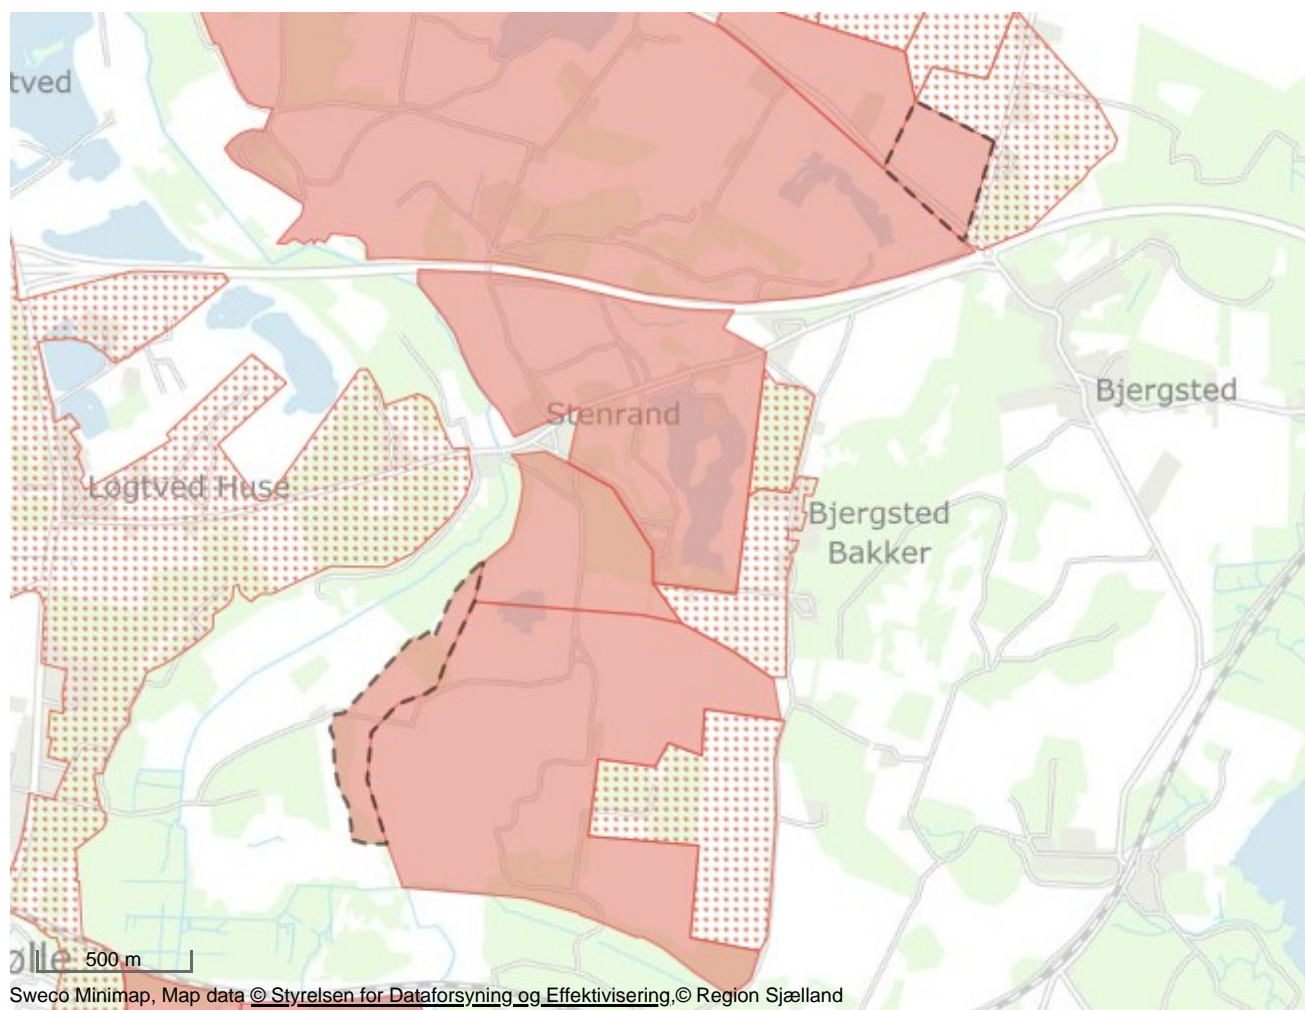 tved
Stenrand
Bjergsted
Løgtved Huse
Bjergsted
Bakker
ølle
500 m
Sweco Minimap, Map data © Styrelsen for Dataforsyning og Effektivisering,© Region Sjælland